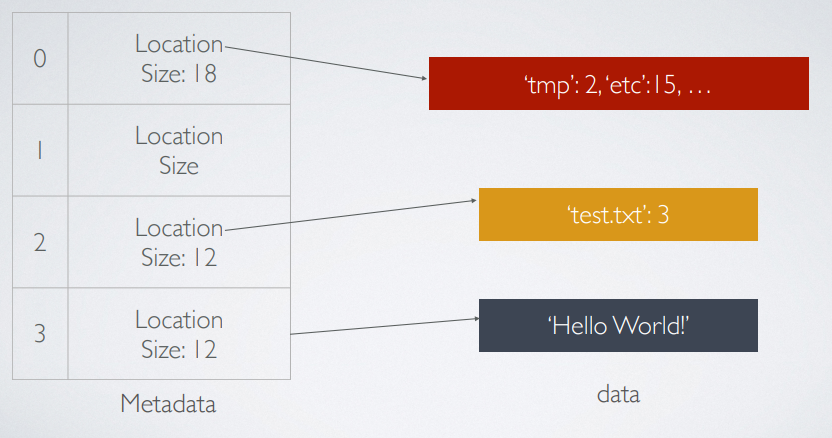 0
Location
Size: 18
1
Location
Size
2
Location
Size: 12
3
Location
Size: 12
Metadata
‘tmp’: 2, ‘etc’:15, …
‘test.txt’: 3
‘Hello World!’
data